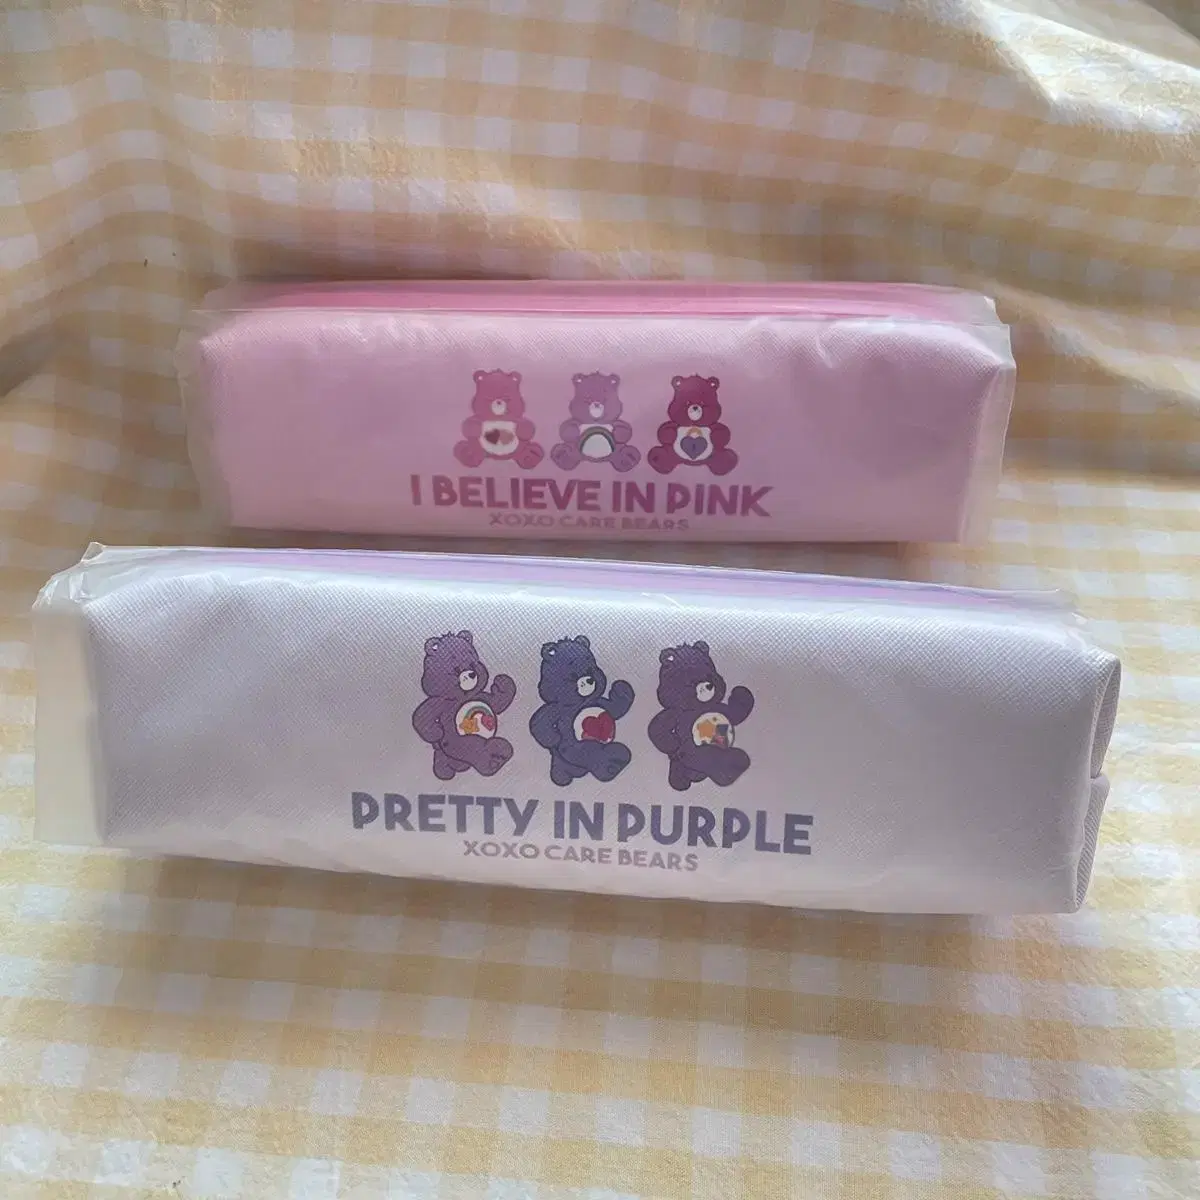 I BELIEVE IN PINK
XOXO CARE BEARS
PRETTY IN PURPLE
XOXO CARE BEARS